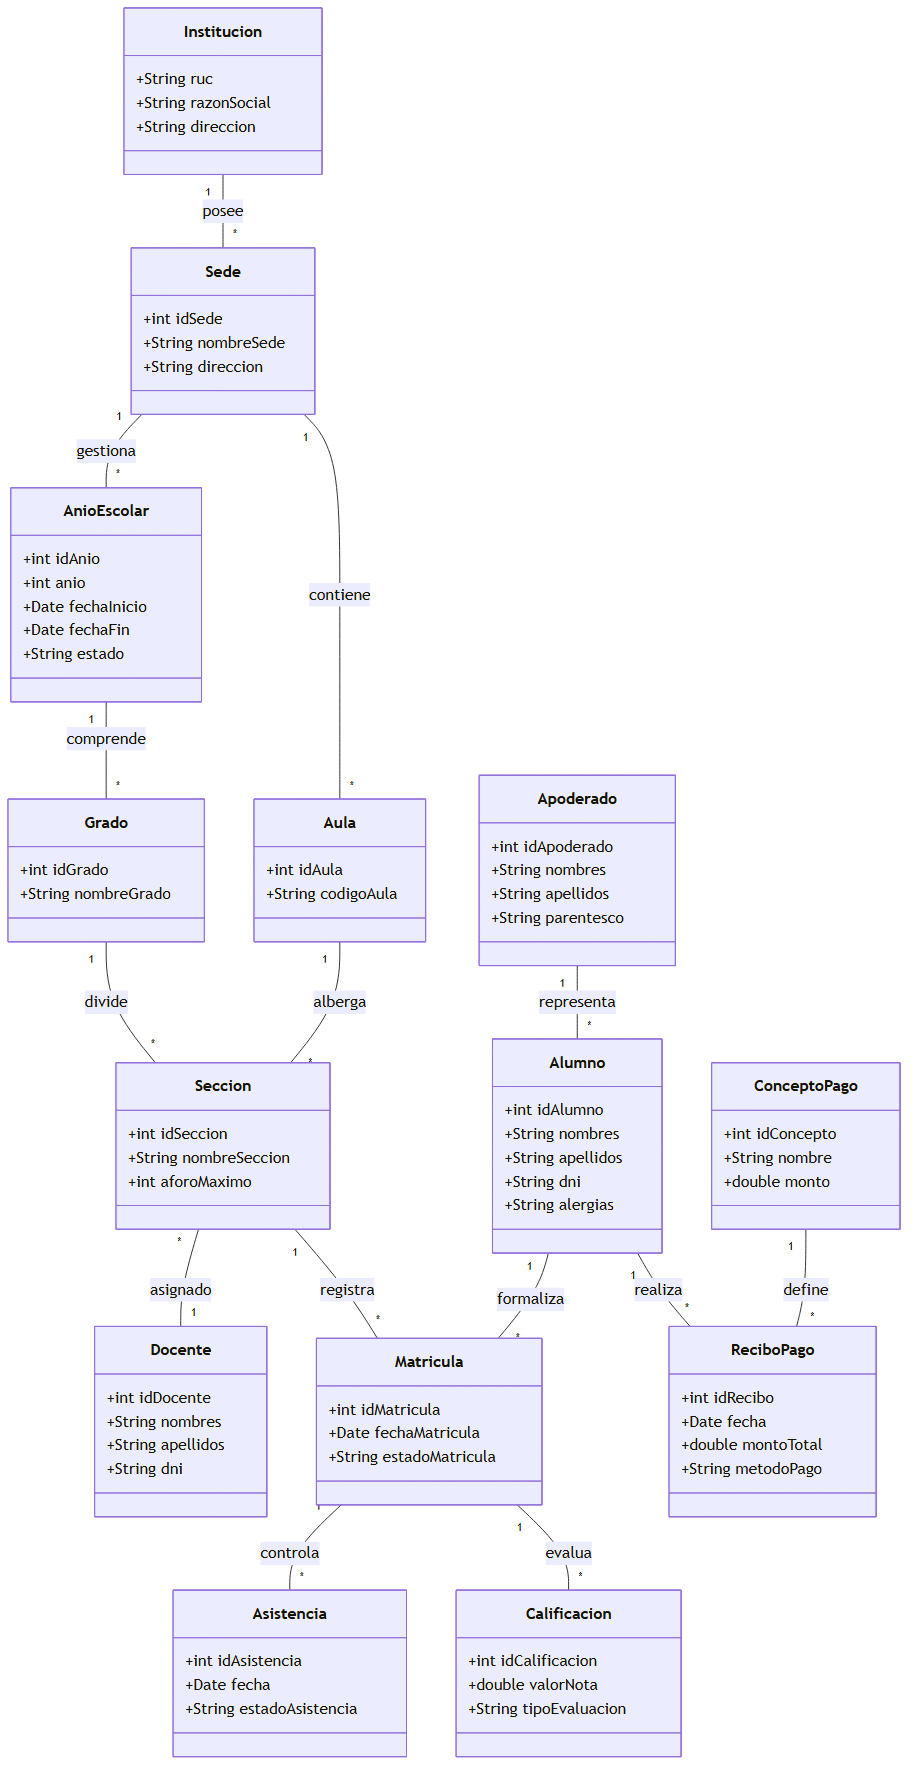 Institucion
+String ruc
+String razonSocial
+String direccion
1
posee
*
Sede
+int idSede
+String nombreSede
+String direccion
1
gestiona
*
1
contiene
*
AnioEscolar
+int idAnio
+int anio
+Date fechaInicio
+Date fechaFin
+String estado
1
comprende
*
Grado
+int idGrado
+String nombreGrado
Aula
+int idAula
+String codigoAula
Apoderado
+int idApoderado
+String nombres
+String apellidos
+String parentesco
1
divide
*
1
alberga
*
1
representa
*
Seccion
+int idSeccion
+String nombreSeccion
+int aforoMaximo
Alumno
+int idAlumno
+String nombres
+String apellidos
+String dni
+String alergias
ConceptoPago
+int idConcepto
+String nombre
+double monto
*
asignado
1
1
registra
*
1
formaliza
*
1
realiza
*
1
define
*
Docente
+int idDocente
+String nombres
+String apellidos
+String dni
Matricula
+int idMatricula
+Date fechaMatricula
+String estadoMatricula
ReciboPago
+int idRecibo
+Date fecha
+double montoTotal
+String metodoPago
1
controla
*
1
evalua
*
Asistencia
+int idAsistencia
+Date fecha
+String estadoAsistencia
Calificacion
+int idCalificacion
+double valorNota
+String tipoEvaluacion